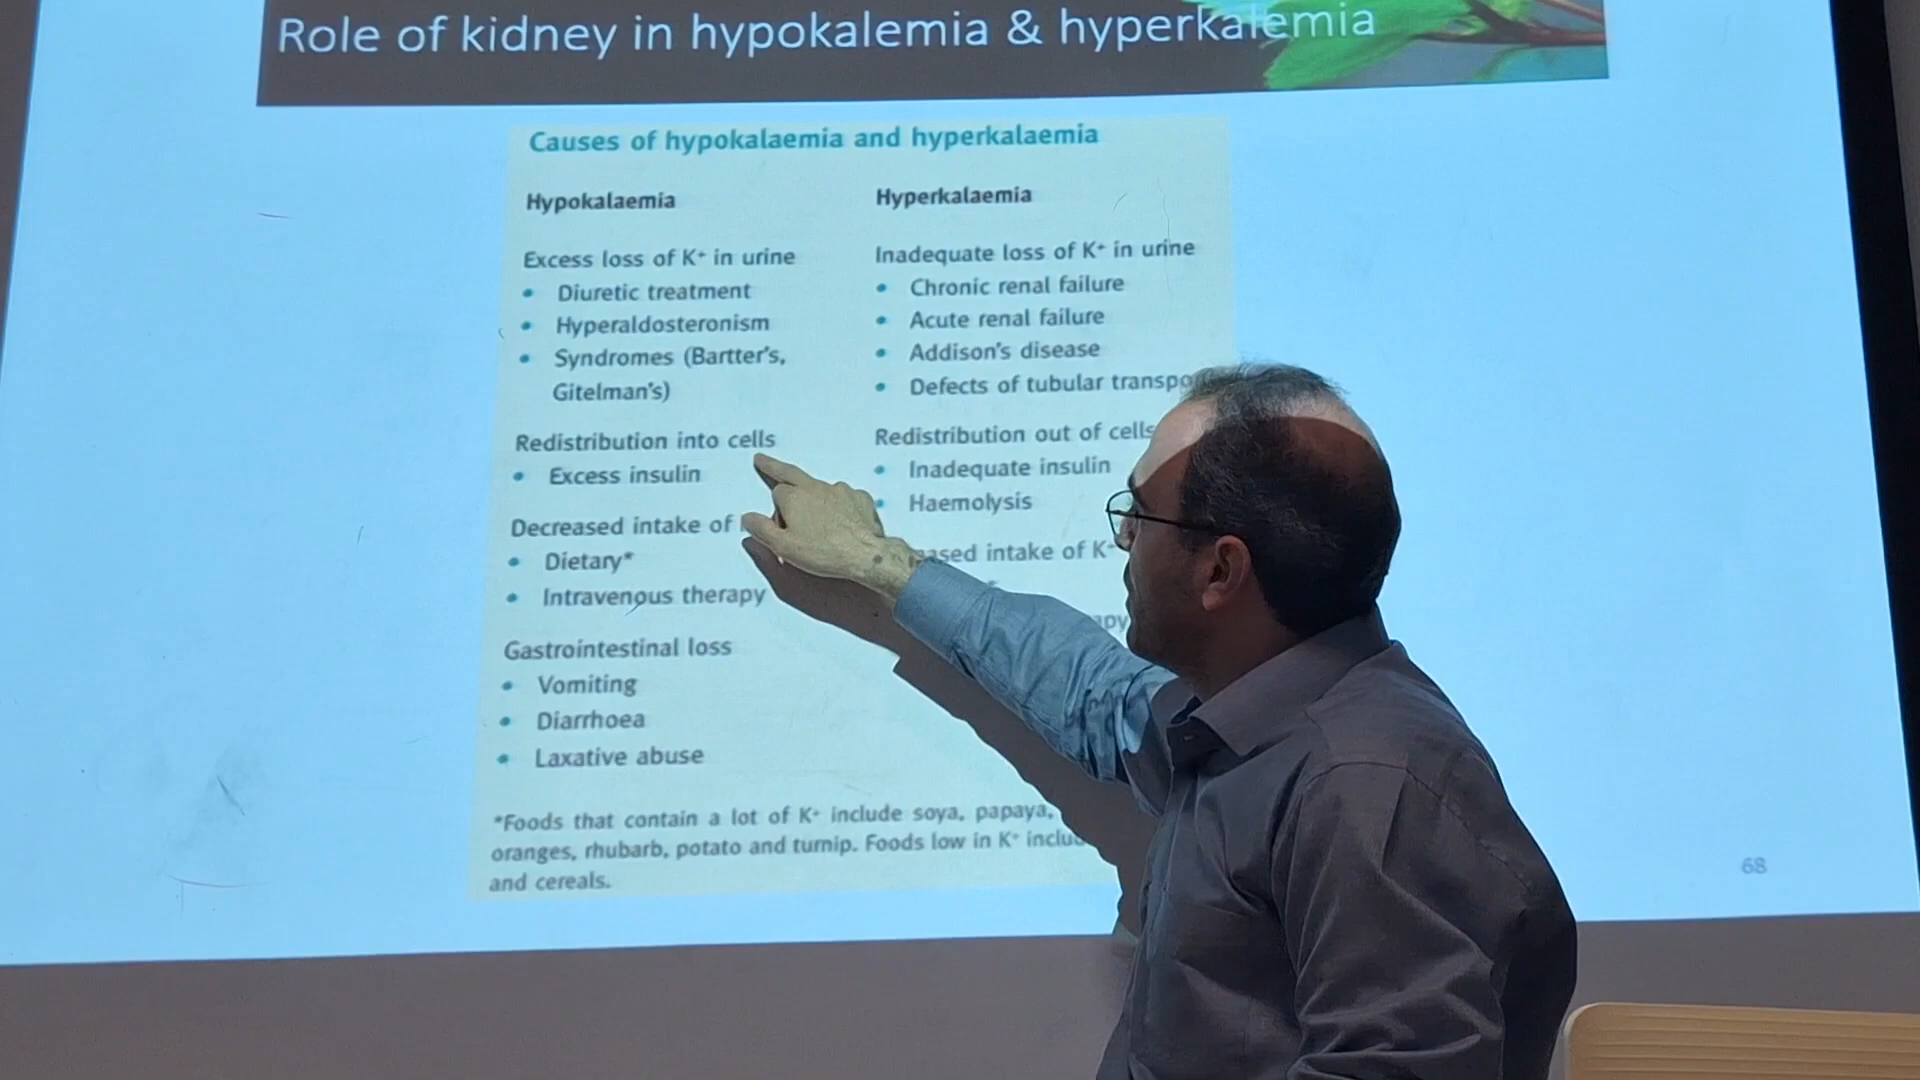 Role of kidney in hypokalemia & hyperkalemia
Causes of hypokalaemia and hyperkalaemia
Hypokalaemia
Excess loss of K⁺ in urine
• Diuretic treatment
• Hyperaldosteronism
• Syndromes (Bartter's,
Gitelman's)
Redistribution into cells
• Excess insulin
Decreased intake of
• Dietary*
• Intravenous therapy
Gastrointestinal loss
• Vomiting
• Diarrhoea
• Laxative abuse
Hyperkalaemia
Inadequate loss of K⁺ in urine
• Chronic renal failure
• Acute renal failure
• Addison's disease
• Defects of tubular
Redistribution out of cells
• Inadequate insulin
• Haemolysis
intake of K⁺
*Foods that contain a lot of K⁺ include soya, papaya,
oranges, rhubarb, potato and turnip. Foods low in K⁺
and cereals.
68